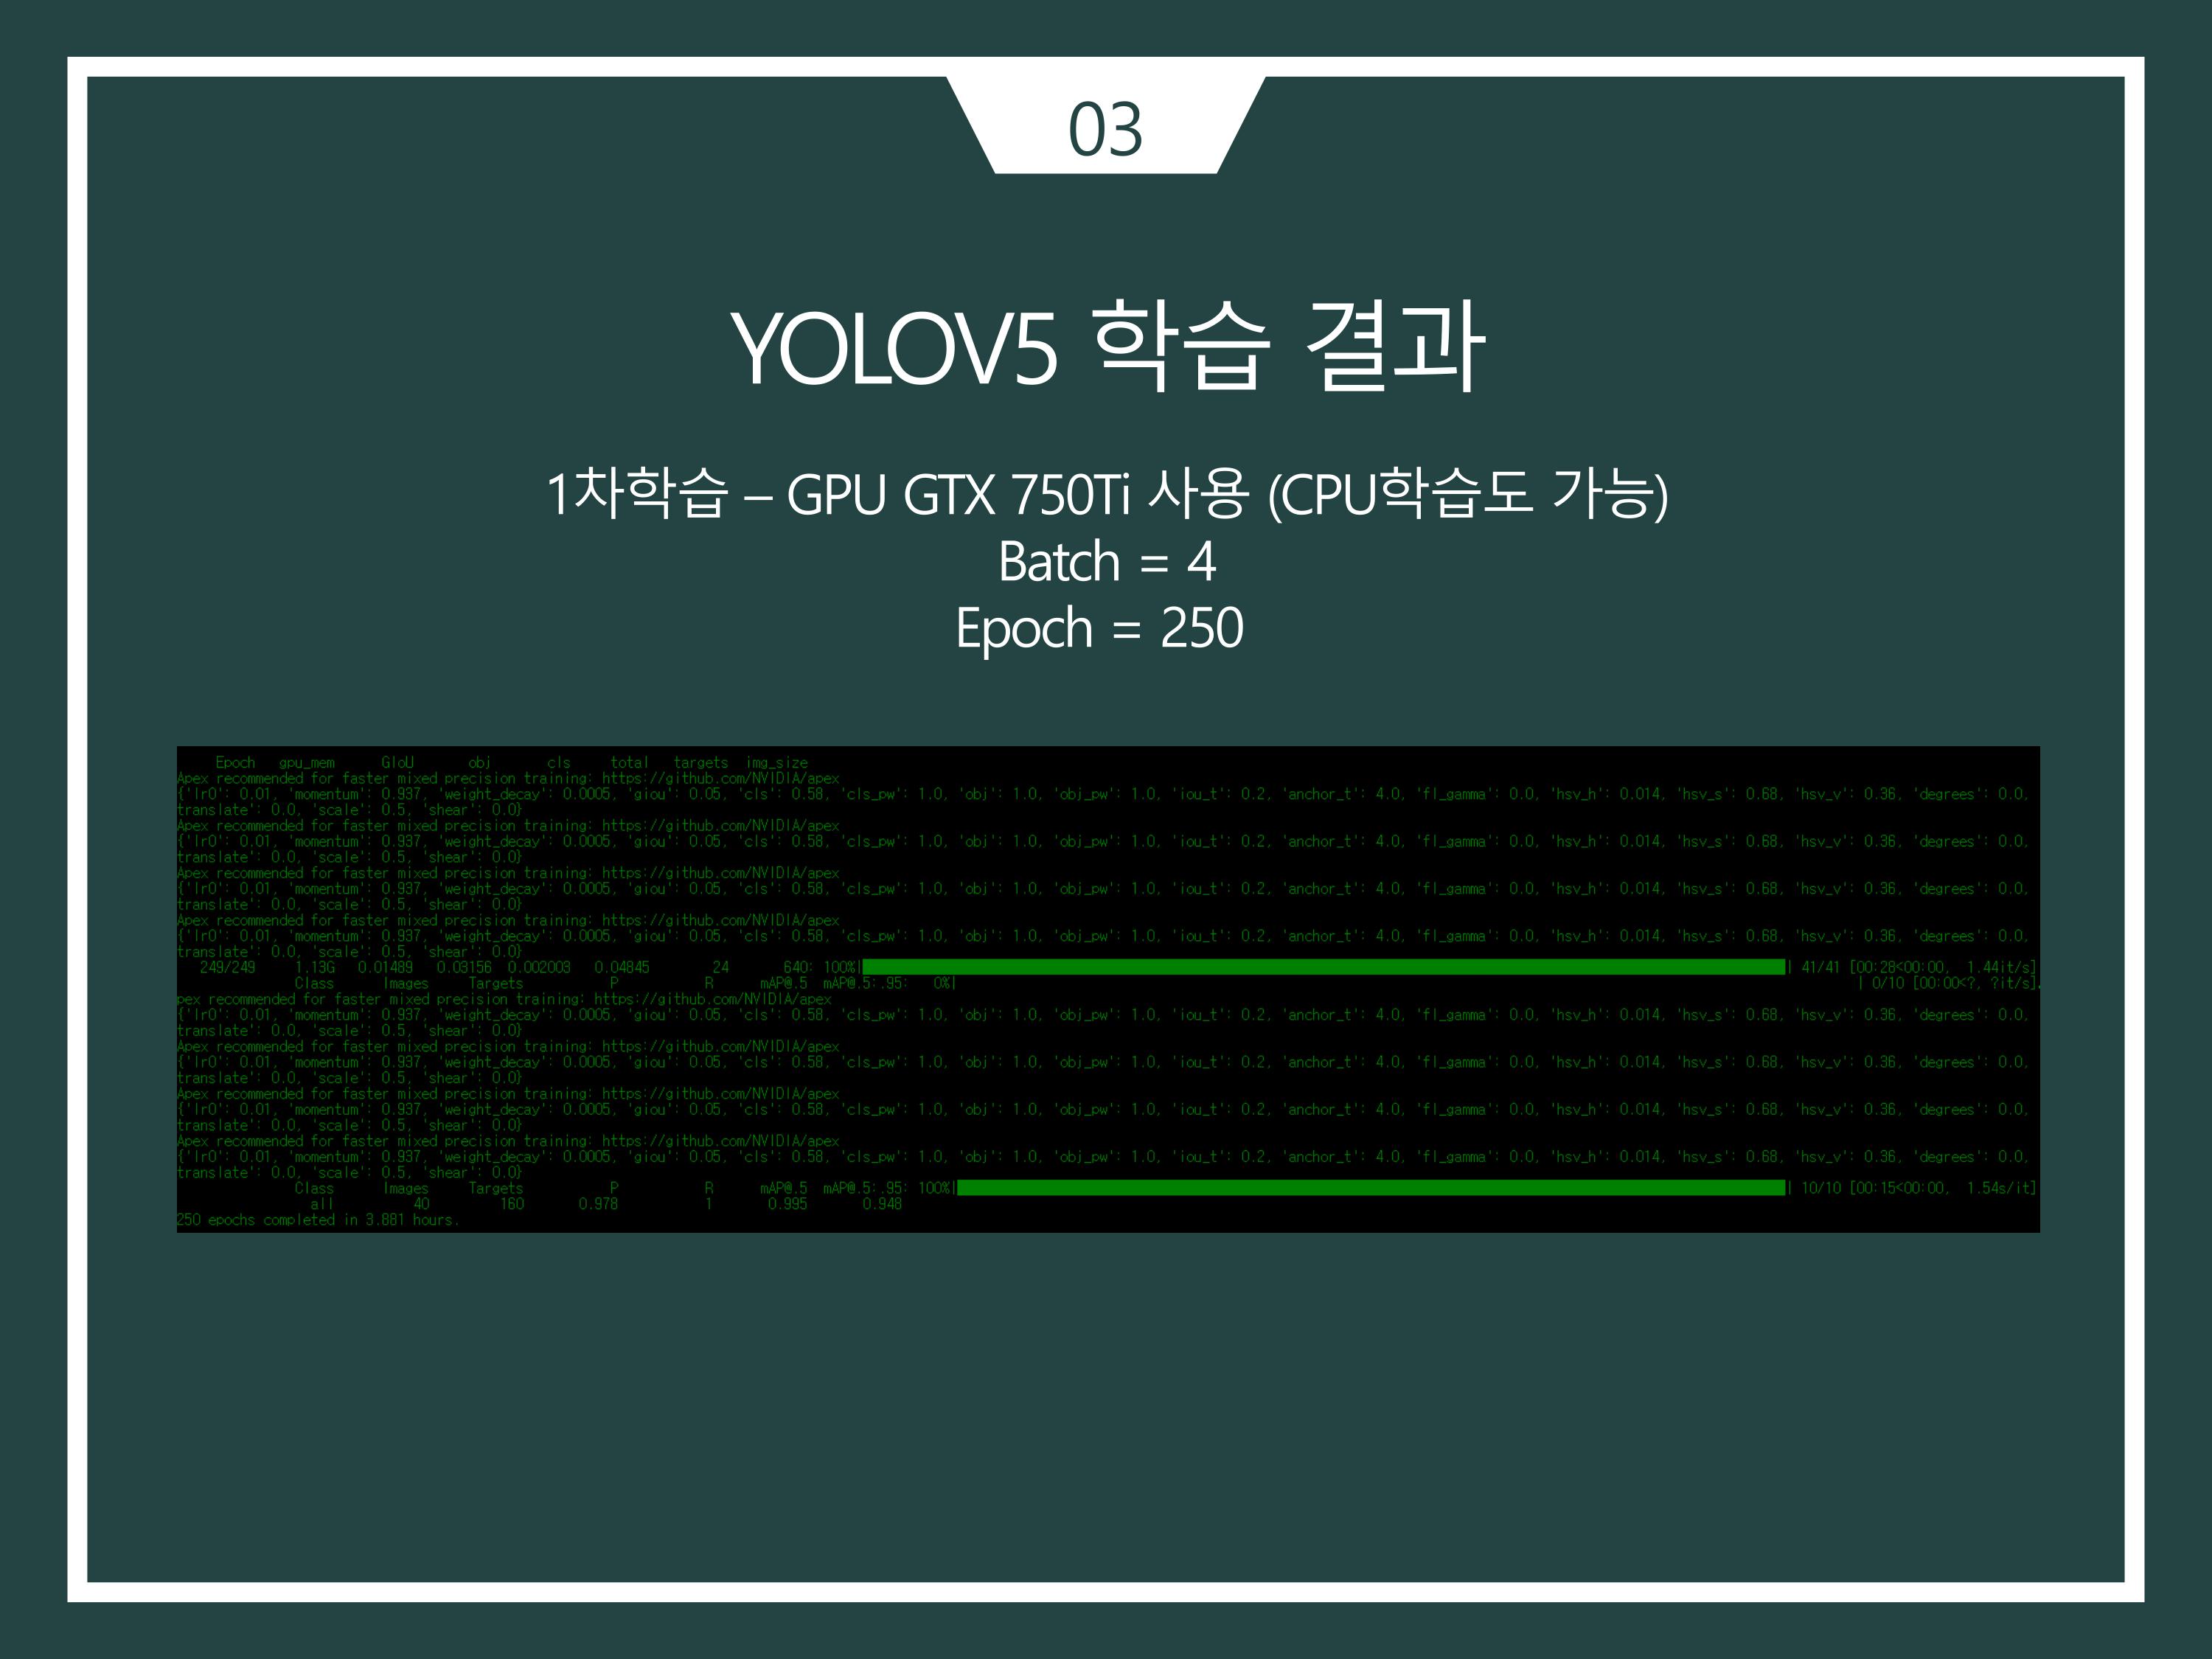 03
YOLOV5 학습 결과
1차학습 – GPU GTX 750Ti 사용 (CPU학습도 가능)
Batch = 4
Epoch = 250
Epoch gpu_mem GIoU obj cls total targets img_size
Apex recommended for faster mixed precision training: https://github.com/NVIDIA/apex
{'lr0': 0.01, 'momentum': 0.937, 'weight_decay': 0.0005, 'giou': 0.05, 'cls': 0.58, 'cls_pw': 1.0, 'obj': 1.0, 'obj_pw': 1.0, 'iou_t': 0.2, 'anchor_t': 4.0, 'fl_gamma': 0.0, 'hsv_h': 0.014, 'hsv_s': 0.68, 'hsv_v': 0.36, 'degrees': 0.0,
translate': 0.0, 'scale': 0.5, 'shear': 0.0}
Apex recommended for faster mixed precision training: https://github.com/NVIDIA/apex
{'lr0': 0.01, 'momentum': 0.937, 'weight_decay': 0.0005, 'giou': 0.05, 'cls': 0.58, 'cls_pw': 1.0, 'obj': 1.0, 'obj_pw': 1.0, 'iou_t': 0.2, 'anchor_t': 4.0, 'fl_gamma': 0.0, 'hsv_h': 0.014, 'hsv_s': 0.68, 'hsv_v': 0.36, 'degrees': 0.0,
translate': 0.0, 'scale': 0.5, 'shear': 0.0}
Apex recommended for faster mixed precision training: https://github.com/NVIDIA/apex
{'lr0': 0.01, 'momentum': 0.937, 'weight_decay': 0.0005, 'giou': 0.05, 'cls': 0.58, 'cls_pw': 1.0, 'obj': 1.0, 'obj_pw': 1.0, 'iou_t': 0.2, 'anchor_t': 4.0, 'fl_gamma': 0.0, 'hsv_h': 0.014, 'hsv_s': 0.68, 'hsv_v': 0.36, 'degrees': 0.0,
translate': 0.0, 'scale': 0.5, 'shear': 0.0}
Apex recommended for faster mixed precision training: https://github.com/NVIDIA/apex
{'lr0': 0.01, 'momentum': 0.937, 'weight_decay': 0.0005, 'giou': 0.05, 'cls': 0.58, 'cls_pw': 1.0, 'obj': 1.0, 'obj_pw': 1.0, 'iou_t': 0.2, 'anchor_t': 4.0, 'fl_gamma': 0.0, 'hsv_h': 0.014, 'hsv_s': 0.68, 'hsv_v': 0.36, 'degrees': 0.0,
translate': 0.0, 'scale': 0.5, 'shear': 0.0}
249/249 1.13G 0.01489 0.03156 0.002003 0.04845 24 640: 100%| | 41/41 [00:28<00:00, 1.44it/s]
Class Images Targets P R mAP@.5 mAP@.5:.95: 0%| | 0/10 [00:00<?, ?it/s]
pex recommended for faster mixed precision training: https://github.com/NVIDIA/apex
{'lr0': 0.01, 'momentum': 0.937, 'weight_decay': 0.0005, 'giou': 0.05, 'cls': 0.58, 'cls_pw': 1.0, 'obj': 1.0, 'obj_pw': 1.0, 'iou_t': 0.2, 'anchor_t': 4.0, 'fl_gamma': 0.0, 'hsv_h': 0.014, 'hsv_s': 0.68, 'hsv_v': 0.36, 'degrees': 0.0,
translate': 0.0, 'scale': 0.5, 'shear': 0.0}
Apex recommended for faster mixed precision training: https://github.com/NVIDIA/apex
{'lr0': 0.01, 'momentum': 0.937, 'weight_decay': 0.0005, 'giou': 0.05, 'cls': 0.58, 'cls_pw': 1.0, 'obj': 1.0, 'obj_pw': 1.0, 'iou_t': 0.2, 'anchor_t': 4.0, 'fl_gamma': 0.0, 'hsv_h': 0.014, 'hsv_s': 0.68, 'hsv_v': 0.36, 'degrees': 0.0,
translate': 0.0, 'scale': 0.5, 'shear': 0.0}
Apex recommended for faster mixed precision training: https://github.com/NVIDIA/apex
{'lr0': 0.01, 'momentum': 0.937, 'weight_decay': 0.0005, 'giou': 0.05, 'cls': 0.58, 'cls_pw': 1.0, 'obj': 1.0, 'obj_pw': 1.0, 'iou_t': 0.2, 'anchor_t': 4.0, 'fl_gamma': 0.0, 'hsv_h': 0.014, 'hsv_s': 0.68, 'hsv_v': 0.36, 'degrees': 0.0,
translate': 0.0, 'scale': 0.5, 'shear': 0.0}
Apex recommended for faster mixed precision training: https://github.com/NVIDIA/apex
{'lr0': 0.01, 'momentum': 0.937, 'weight_decay': 0.0005, 'giou': 0.05, 'cls': 0.58, 'cls_pw': 1.0, 'obj': 1.0, 'obj_pw': 1.0, 'iou_t': 0.2, 'anchor_t': 4.0, 'fl_gamma': 0.0, 'hsv_h': 0.014, 'hsv_s': 0.68, 'hsv_v': 0.36, 'degrees': 0.0,
translate': 0.0, 'scale': 0.5, 'shear': 0.0}
Class Images Targets P R mAP@.5 mAP@.5:.95: 100%| | 10/10 [00:15<00:00, 1.54s/it]
all 40 160 0.978 1 0.995 0.948
250 epochs completed in 3.881 hours.